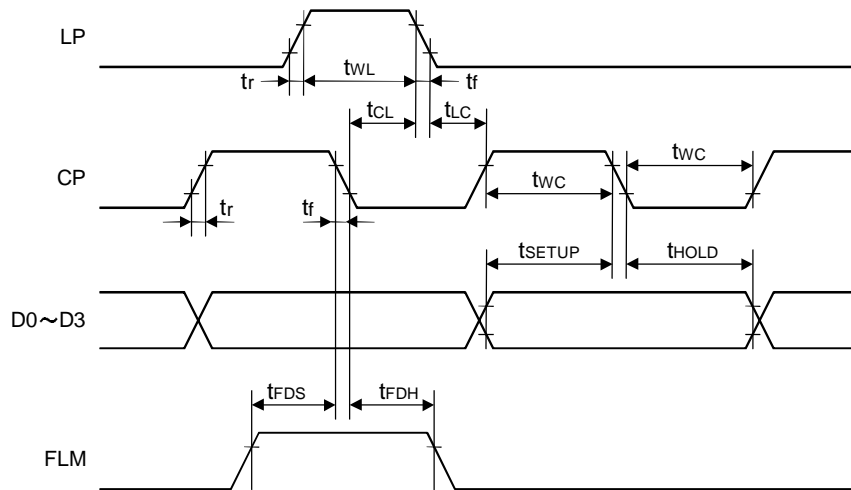 LP
tr
tWL
tf
tCL
tLC
CP
tr
tf
tWC
tWC
tSETUP
tHOLD
D0～D3
tFDS
tFDH
FLM